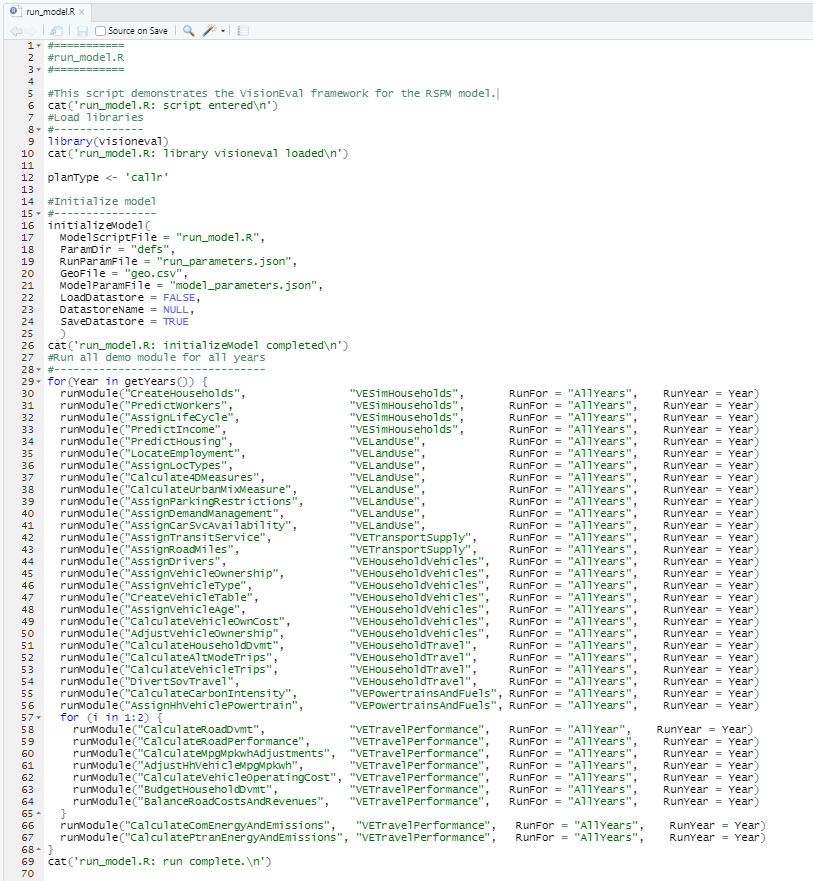 run_model.R ×
Source on Save
1 #===========
2 #run_model.R
3 #===========
4
5 #This script demonstrates the VisionEval framework for the RSPM model.
6 cat('run_model.R: script entered\n')
7 #Load libraries
8 #--------------
9 library(visioneval)
10 cat('run_model.R: library visioneval loaded\n')
11
12 planType <- 'callr'
13
14 #Initialize model
15 #----------------
16 initializeModel(
17   ModelScriptFile = "run_model.R",
18   ParamDir = "defs",
19   RunParamFile = "run_parameters.json",
20   GeoFile = "geo.csv",
21   ModelParamFile = "model_parameters.json",
22   LoadDatastore = FALSE,
23   DatastoreName = NULL,
24   SaveDatastore = TRUE
25   )
26 cat('run_model.R: initializeModel completed\n')
27 #Run all demo module for all years
28 #---------------------------------
29 for(Year in getYears()) {
30   runModule("CreateHouseholds", "VESimHouseholds", RunFor = "AllYears", RunYear = Year)
31   runModule("PredictWorkers", "VESimHouseholds", RunFor = "AllYears", RunYear = Year)
32   runModule("AssignLifeCycle", "VESimHouseholds", RunFor = "AllYears", RunYear = Year)
33   runModule("PredictIncome", "VESimHouseholds", RunFor = "AllYears", RunYear = Year)
34   runModule("PredictHousing", "VELandUse", RunFor = "AllYears", RunYear = Year)
35   runModule("LocateEmployment", "VELandUse", RunFor = "AllYears", RunYear = Year)
36   runModule("AssignLocTypes", "VELandUse", RunFor = "AllYears", RunYear = Year)
37   runModule("Calculate4DMeasures", "VELandUse", RunFor = "AllYears", RunYear = Year)
38   runModule("CalculateUrbanMixMeasure", "VELandUse", RunFor = "AllYears", RunYear = Year)
39   runModule("AssignParkingRestrictions", "VELandUse", RunFor = "AllYears", RunYear = Year)
40   runModule("AssignDemandManagement", "VELandUse", RunFor = "AllYears", RunYear = Year)
41   runModule("AssignCarSvcAvailability", "VELandUse", RunFor = "AllYears", RunYear = Year)
42   runModule("AssignTransitService", "VETransportSupply", RunFor = "AllYears", RunYear = Year)
43   runModule("AssignRoadMiles", "VETransportSupply", RunFor = "AllYears", RunYear = Year)
44   runModule("AssignDrivers", "VEHouseholdVehicles", RunFor = "AllYears", RunYear = Year)
45   runModule("AssignVehicleOwnership", "VEHouseholdVehicles", RunFor = "AllYears", RunYear = Year)
46   runModule("AssignVehicleType", "VEHouseholdVehicles", RunFor = "AllYears", RunYear = Year)
47   runModule("CreateVehicleTable", "VEHouseholdVehicles", RunFor = "AllYears", RunYear = Year)
48   runModule("AssignVehicleAge", "VEHouseholdVehicles", RunFor = "AllYears", RunYear = Year)
49   runModule("CalculateVehicleOwnCost", "VEHouseholdVehicles", RunFor = "AllYears", RunYear = Year)
50   runModule("AdjustVehicleOwnership", "VEHouseholdVehicles", RunFor = "AllYears", RunYear = Year)
51   runModule("CalculateHouseholdDvmt", "VEHouseholdTravel", RunFor = "AllYears", RunYear = Year)
52   runModule("CalculateAltModeTrips", "VEHouseholdTravel", RunFor = "AllYears", RunYear = Year)
53   runModule("CalculateVehicleTrips", "VEHouseholdTravel", RunFor = "AllYears", RunYear = Year)
54   runModule("DivertSovTravel", "VEHouseholdTravel", RunFor = "AllYears", RunYear = Year)
55   runModule("CalculateCarbonIntensity", "VEPowertrainsAndFuels", RunFor = "AllYears", RunYear = Year)
56   runModule("AssignHhVehiclePowertrain", "VEPowertrainsAndFuels", RunFor = "AllYears", RunYear = Year)
57   for (i in 1:2) {
58     runModule("CalculateRoadDvmt", "VETravelPerformance", RunFor = "AllYear", RunYear = Year)
59     runModule("CalculateRoadPerformance", "VETravelPerformance", RunFor = "AllYears", RunYear = Year)
60     runModule("CalculateMpgMpkwhAdjustments", "VETravelPerformance", RunFor = "AllYears", RunYear = Year)
61     runModule("AdjustHhVehicleMpgMpkwh", "VETravelPerformance", RunFor = "AllYears", RunYear = Year)
62     runModule("CalculateVehicleOperatingCost", "VETravelPerformance", RunFor = "AllYears", RunYear = Year)
63     runModule("BudgetHouseholdDvmt", "VETravelPerformance", RunFor = "AllYears", RunYear = Year)
64     runModule("BalanceRoadCostsAndRevenues", "VETravelPerformance", RunFor = "AllYears", RunYear = Year)
65   }
66   runModule("CalculateComEnergyAndEmissions", "VETravelPerformance", RunFor = "AllYears", RunYear = Year)
67   runModule("CalculatePtranEnergyAndEmissions", "VETravelPerformance", RunFor = "AllYears", RunYear = Year)
68 }
69 cat('run_model.R: run complete.\n')
70